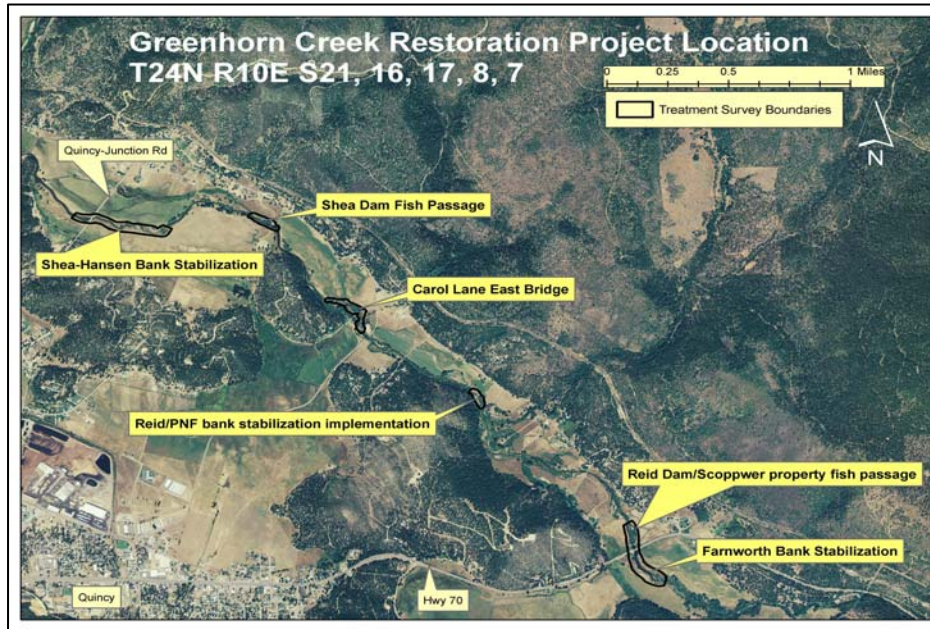 Greenhorn Creek Restoration Project Location
T24N R10E S21, 16, 17, 8, 7
0 0.25 0.5 1 Miles
Treatment Survey Boundaries
N
Quincy-Junction Rd
Shea Dam Fish Passage
Shea-Hansen Bank Stabilization
Carol Lane East Bridge
Reid/PNF bank stabilization implementation
Reid Dam/Scoppwer property fish passage
Farnworth Bank Stabilization
Quincy
Hwy 70